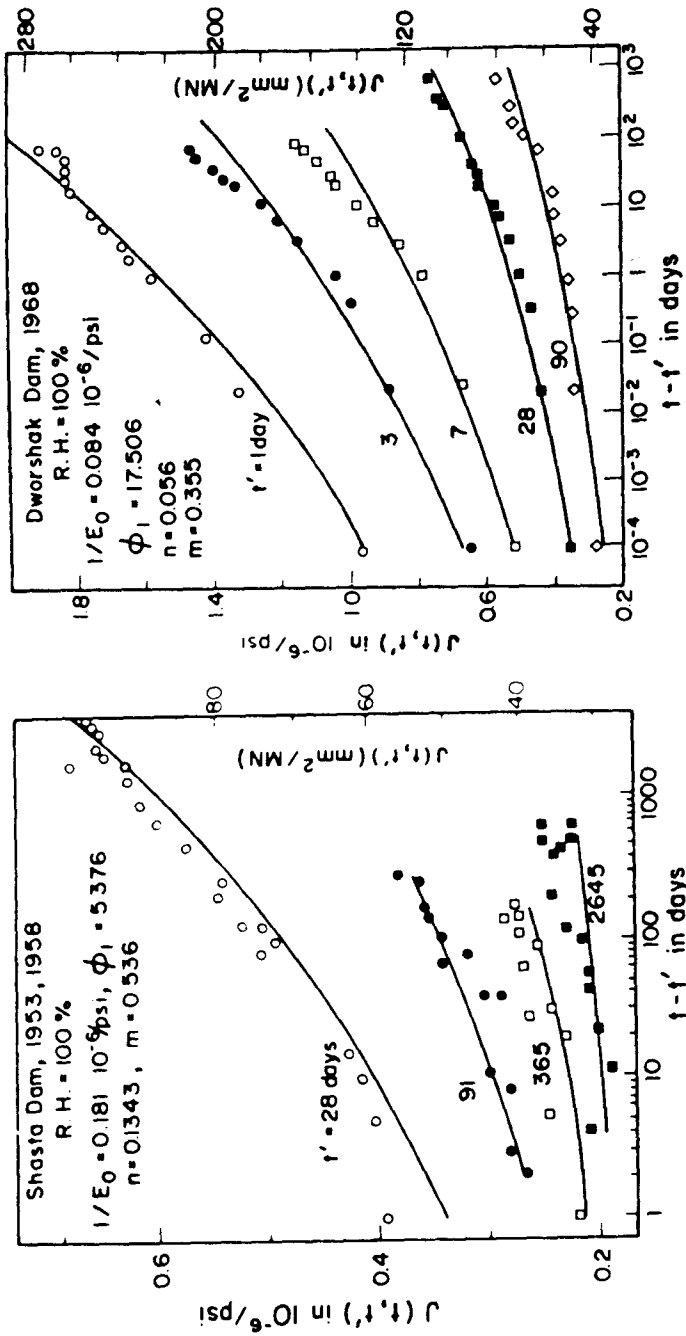 Shasta Dam, 1953, 1958
R.H. = 100 %
1/E₀ = 0.181 10⁻⁶/psi, ϕ₁ = 5376
n=0.1343, m=0.536
t' = 28 days
91
365
2645
J (t, t') in 10⁻⁶/psi
0.6
0.4
0.2
J(t,t') (mm²/MN)
80
60
40
1
10
100
1000
t - t' in days
Dworshak Dam, 1968
R.H. = 100 %
1/E₀ = 0.084 10⁻⁶/psi
ϕ₁ = 17.506
n=0.056
m=0.355
t' = 1 day
3
7
28
90
J(t,t') in 10⁻⁶/psi
1.8
1.0
0.6
0.2
J(t,t') (mm²/MN)
280
200
120
40
10⁻⁴
10⁻³
10⁻²
10⁻¹
1
10
10²
10³
t - t' in days